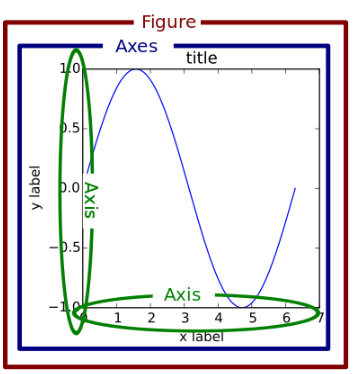 Figure
Axes
title
1.0
0.5
0.0
−0.5
−1.0
y label
Axis
Axis
0 1 2 3 4 5 6 7
x label